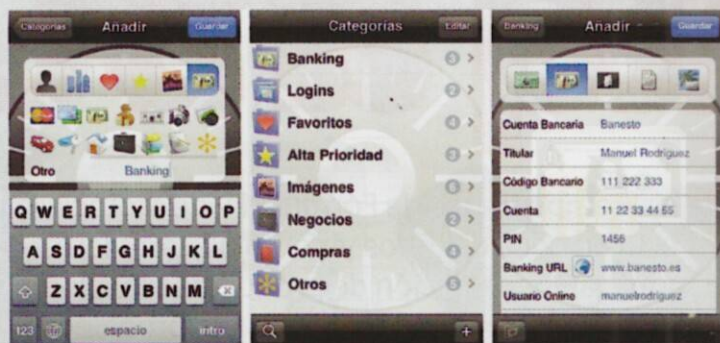 Categorías Añadir Guardar
Otro Banking
Q W E R T Y U I O P
A S D F G H J K L
Z X C V B N M
123 espacio intro
Categorías Editar
Banking
Logins
Favoritos
Alta Prioridad
Imágenes
Negocios
Compras
Otros
Banking Añadir Guardar
Cuenta Bancaria Banesto
Titular Manuel Rodriguez
Código Bancario 111 222 333
Cuenta 11 22 33 44 55
PIN 1456
Banking URL www.banesto.es
Usuario Online manuelrodriguez